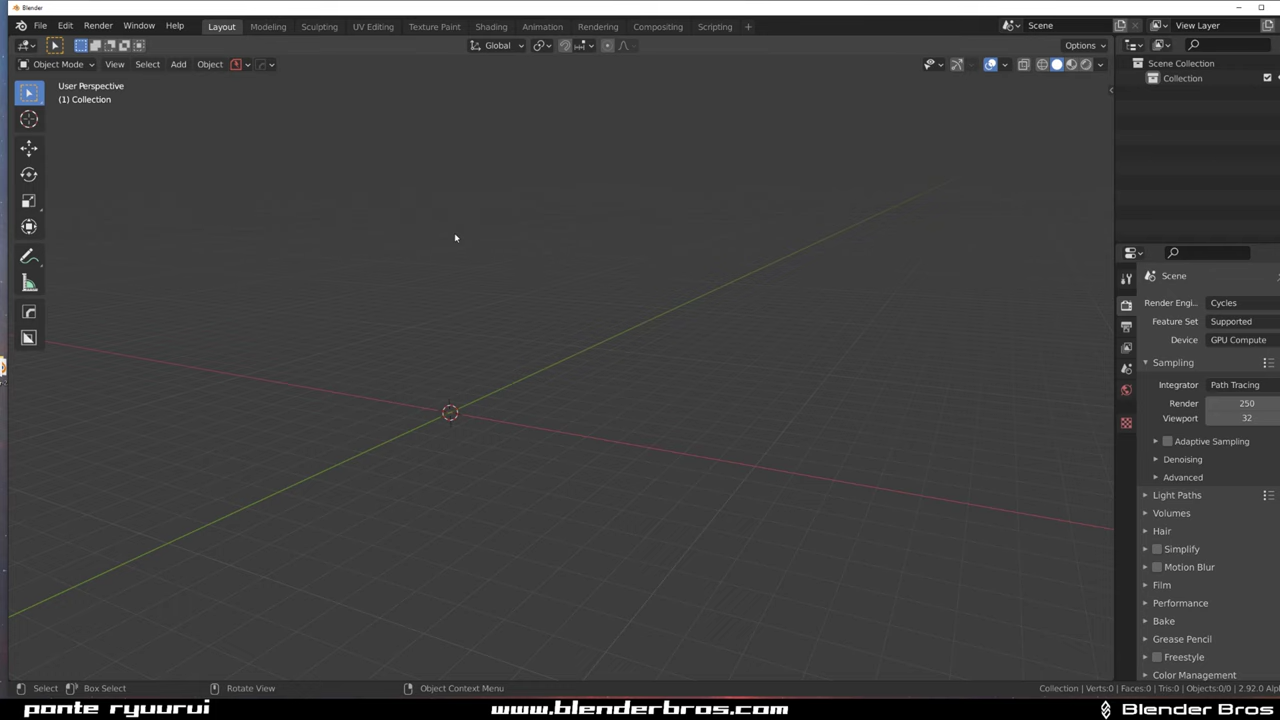 Blender
File Edit Render Window Help Layout Modeling Sculpting UV Editing Texture Paint Shading Animation Rendering Compositing Scripting + Scene View Layer
Global Options
Object Mode View Select Add Object
User Perspective
(1) Collection
Scene Collection
Collection
Scene
Render Engi... Cycles
Feature Set Supported
Device GPU Compute
Sampling
Integrator Path Tracing
Render 250
Viewport 32
Adaptive Sampling
Denoising
Advanced
Light Paths
Volumes
Hair
Simplify
Motion Blur
Film
Performance
Bake
Grease Pencil
Freestyle
Color Management
Select Box Select Rotate View Object Context Menu Collection | Verts:0 | Faces:0 | Tris:0 | Objects:0/0 | 2.92.0 Alp
ponte ryuurui www.blenderbros.com Blender Bros